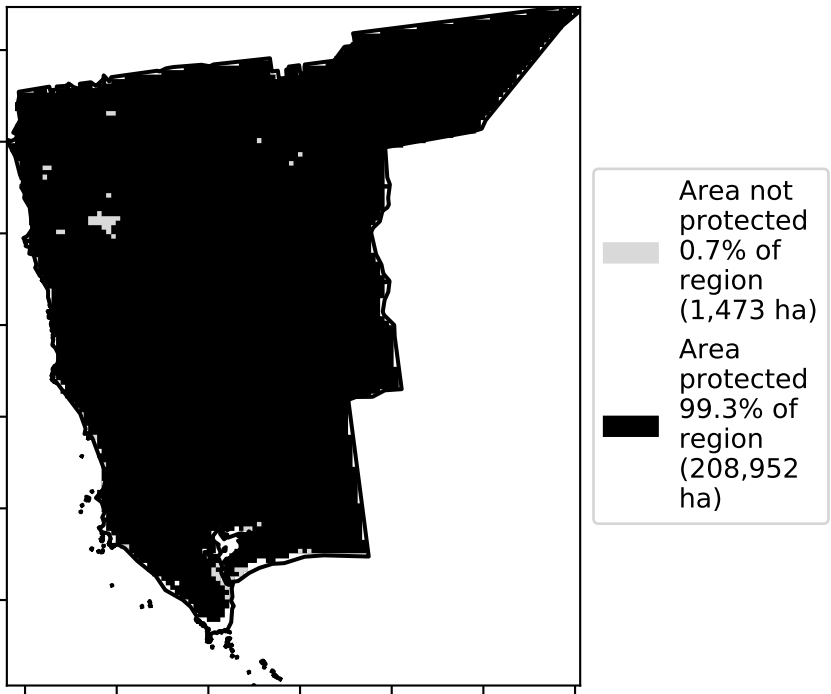 Area not
protected
0.7% of
region
(1,473 ha)
Area
protected
99.3% of
region
(208,952
ha)